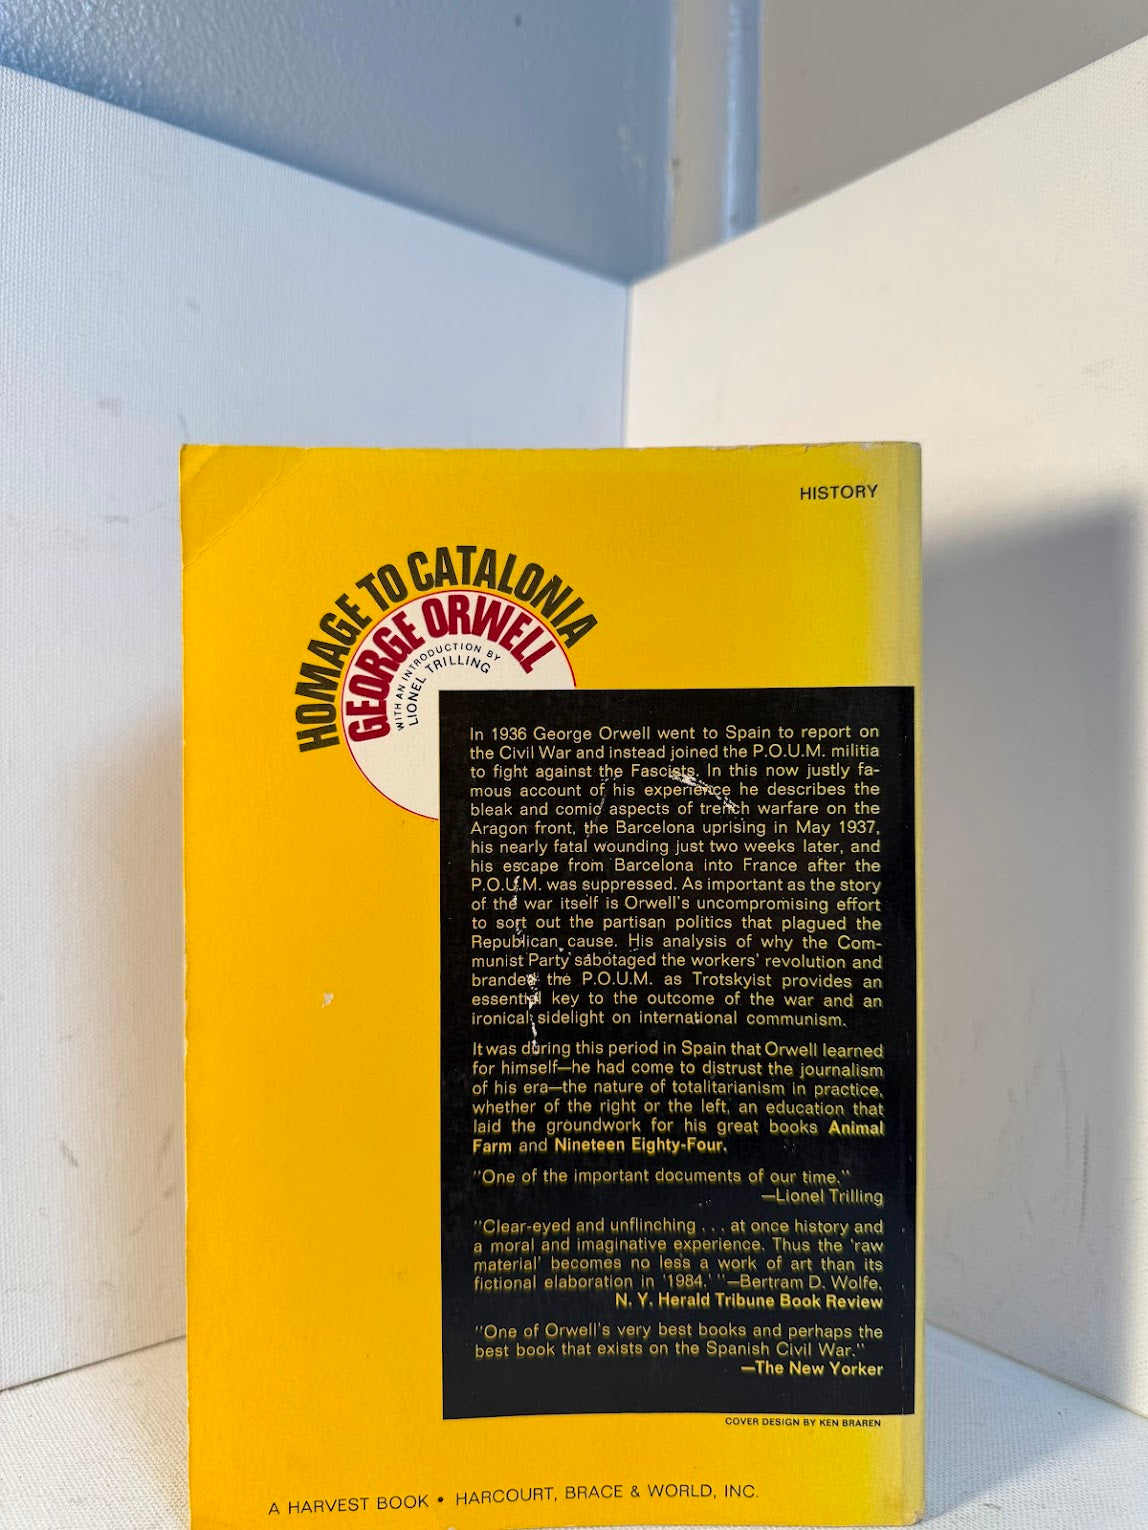 HISTORY
HOMAGE TO CATALONIA
GEORGE ORWELL
WITH AN INTRODUCTION BY
LIONEL TRILLING
In 1936 George Orwell went to Spain to report on
the Civil War and instead joined the P.O.U.M. militia
to fight against the Fascists. In this now justly fa-
mous account of his experience he describes the
bleak and comic aspects of trench warfare on the
Aragon front, the Barcelona uprising in May 1937,
his nearly fatal wounding just two weeks later, and
his escape from Barcelona into France after the
P.O.U.M. was suppressed. As important as the story
of the war itself is Orwell's uncompromising effort
to sort out the partisan politics that plagued the
Republican cause. His analysis of why the Com-
munist Party sabotaged the workers' revolution and
branded the P.O.U.M. as Trotskyist provides an
essential key to the outcome of the war and an
ironical sidelight on international communism.
It was during this period in Spain that Orwell learned
for himself—he had come to distrust the journalism
of his era—the nature of totalitarianism in practice,
whether of the right or the left, an education that
laid the groundwork for his great books Animal
Farm and Nineteen Eighty-Four.
"One of the important documents of our time."
—Lionel Trilling
"Clear-eyed and unflinching . . . at once history and
a moral and imaginative experience. Thus the 'raw
material' becomes no less a work of art than its
fictional elaboration in '1984.' "—Bertram D. Wolfe,
N. Y. Herald Tribune Book Review
"One of Orwell's very best books and perhaps the
best book that exists on the Spanish Civil War."
—The New Yorker
COVER DESIGN BY KEN BRAREN
A HARVEST BOOK • HARCOURT, BRACE & WORLD, INC.